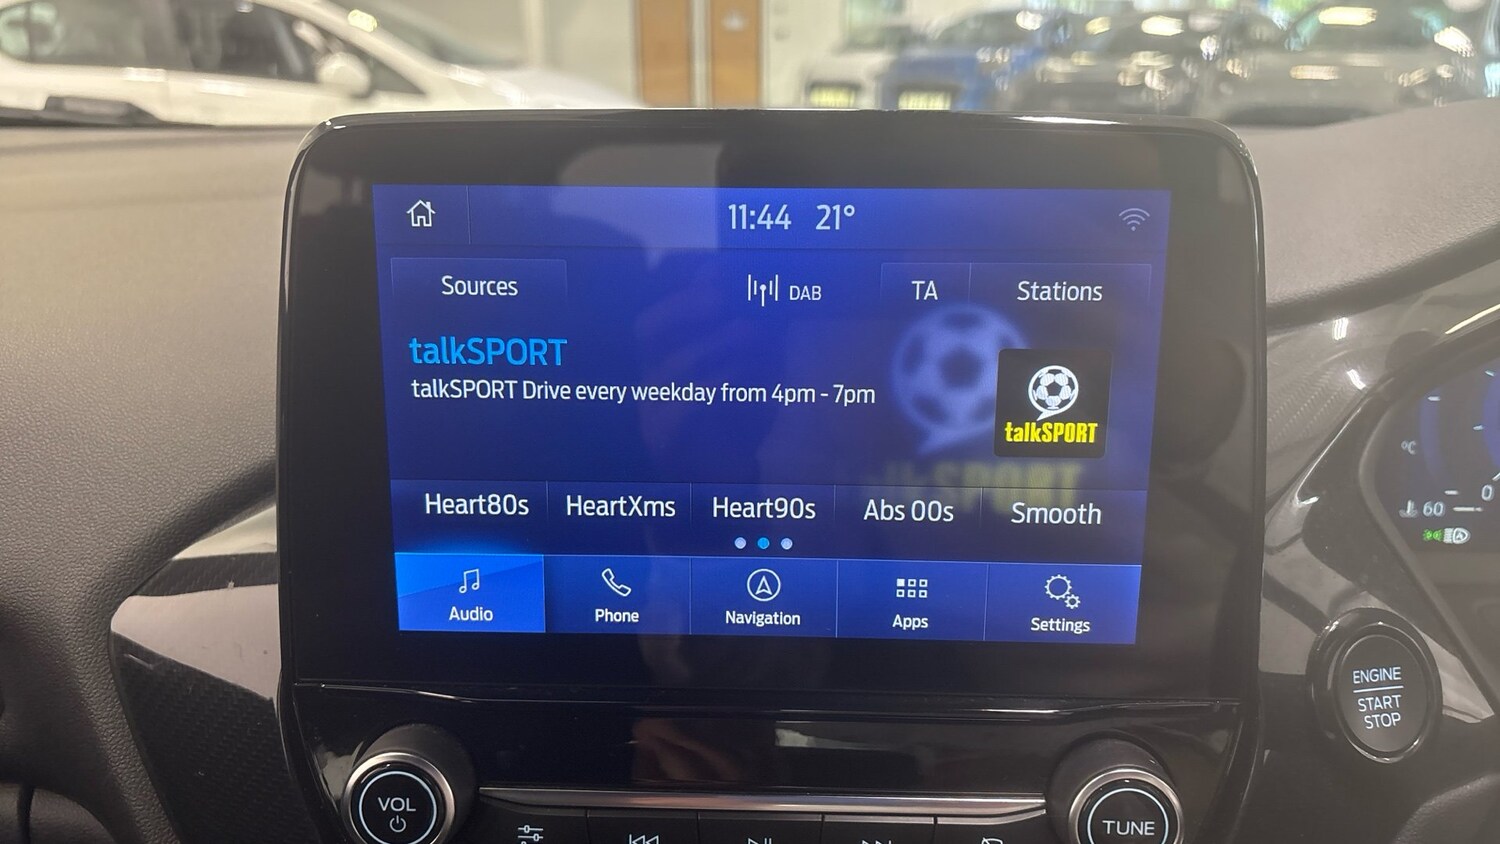 11:44 21°
Sources
DAB
TA
Stations
talkSPORT
talkSPORT Drive every weekday from 4pm - 7pm
talkSPORT
Heart80s
HeartXms
Heart90s
Abs 00s
Smooth
Audio
Phone
Navigation
Apps
Settings
°C
60
0
ENGINE
START
STOP
VOL
TUNE